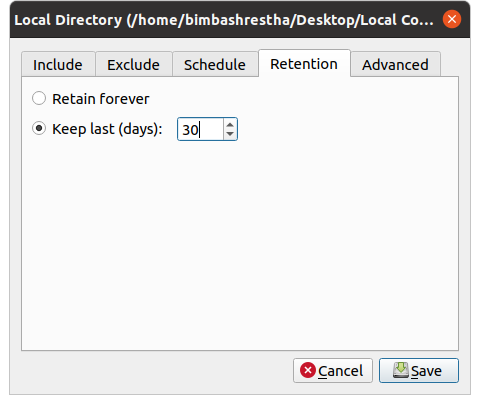 Local Directory (/home/bimbashrestha/Desktop/Local Co...
Include Exclude Schedule Retention Advanced
Retain forever
Keep last (days): 30
Cancel Save